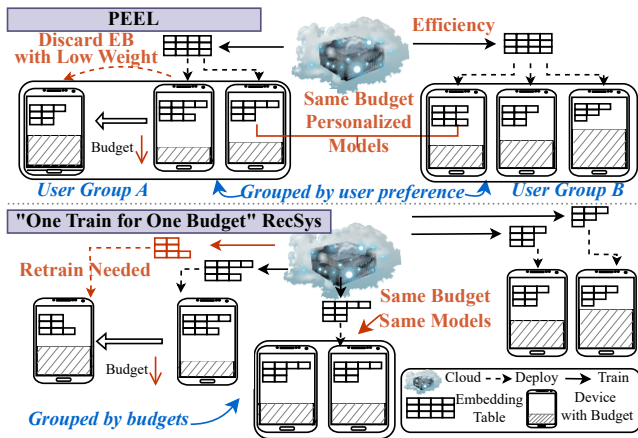 PEEL
Discard EB
with Low Weight
Efficiency
Same Budget
Personalized
Models
Budget
User Group A
Grouped by user preference
User Group B
"One Train for One Budget" RecSys
Retrain Needed
Same Budget
Same Models
Budget
Grouped by budgets
Cloud
Deploy
Train
Embedding
Table
Device
with Budget